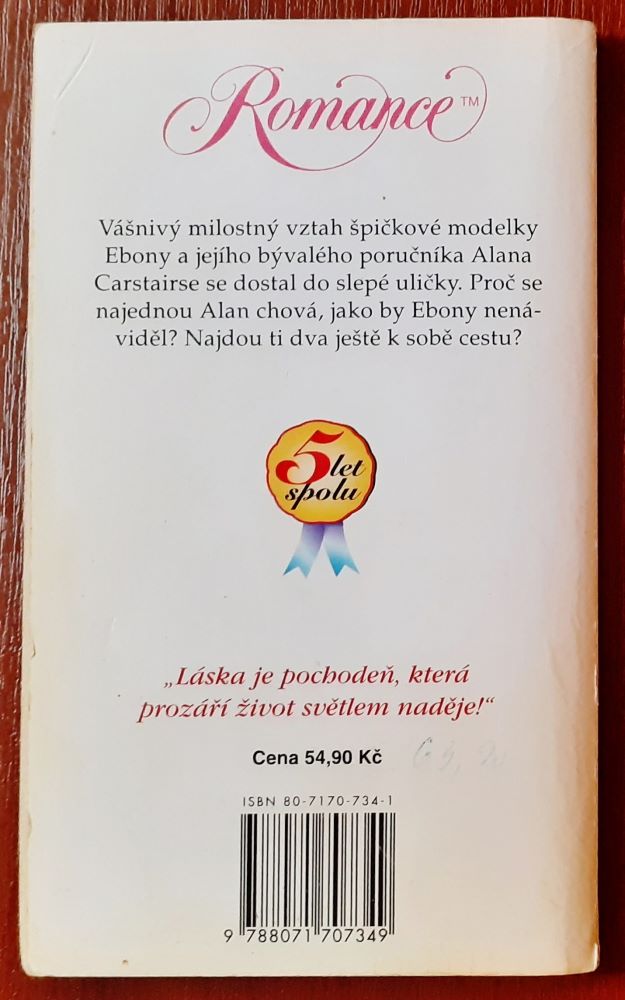 Romance™
Vášnivý milostný vztah špičkové modelky
Ebony a jejího bývalého poručníka Alana
Carstairse se dostal do slepé uličky. Proč se
najednou Alan chová, jako by Ebony nená-
viděl? Najdou ti dva ještě k sobě cestu?
5 let
spolu
„Láska je pochodeň, která
prozáří život světlem naděje!“
Cena 54,90 Kč
ISBN 80-7170-734-1
9 788071 707349